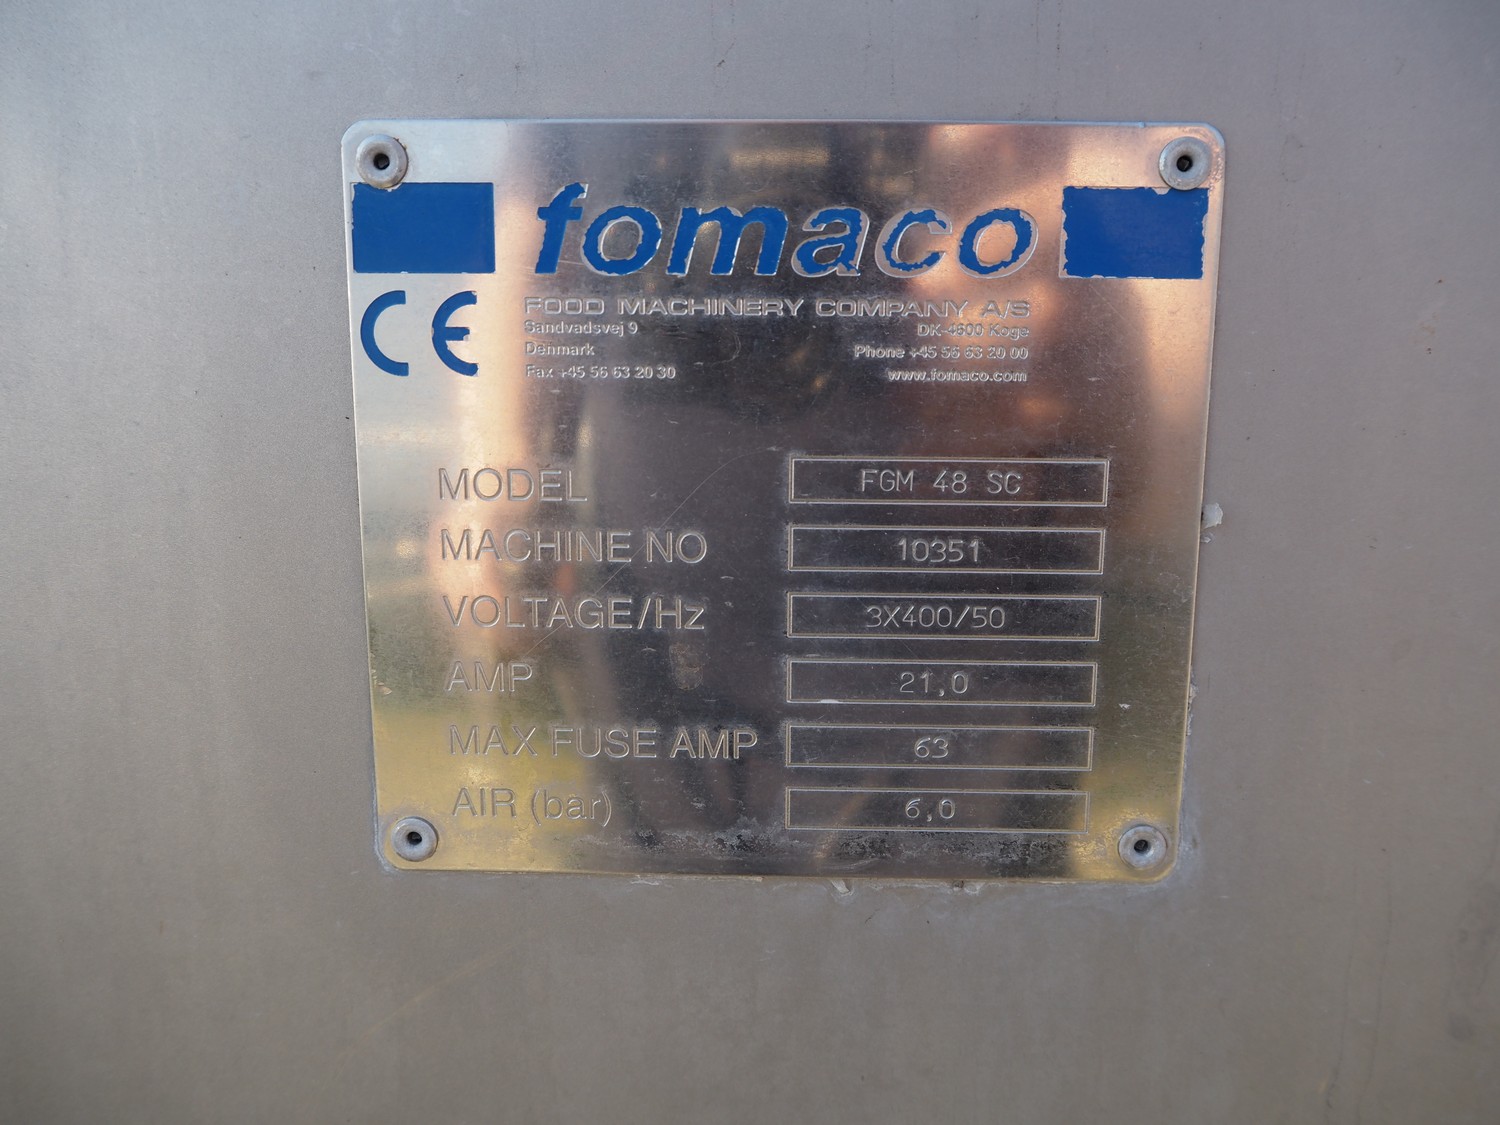 fomaco
CE
FOOD MACHINERY COMPANY A/S
Sandvadsvej 9 DK-4600 Koge
Denmark Phone +45 56 63 20 00
Fax +45 56 63 20 30 www.fomaco.com
MODEL FGM 48 SC
MACHINE NO 10351
VOLTAGE/Hz 3X400/50
AMP 21,0
MAX FUSE AMP 63
AIR (bar) 6,0